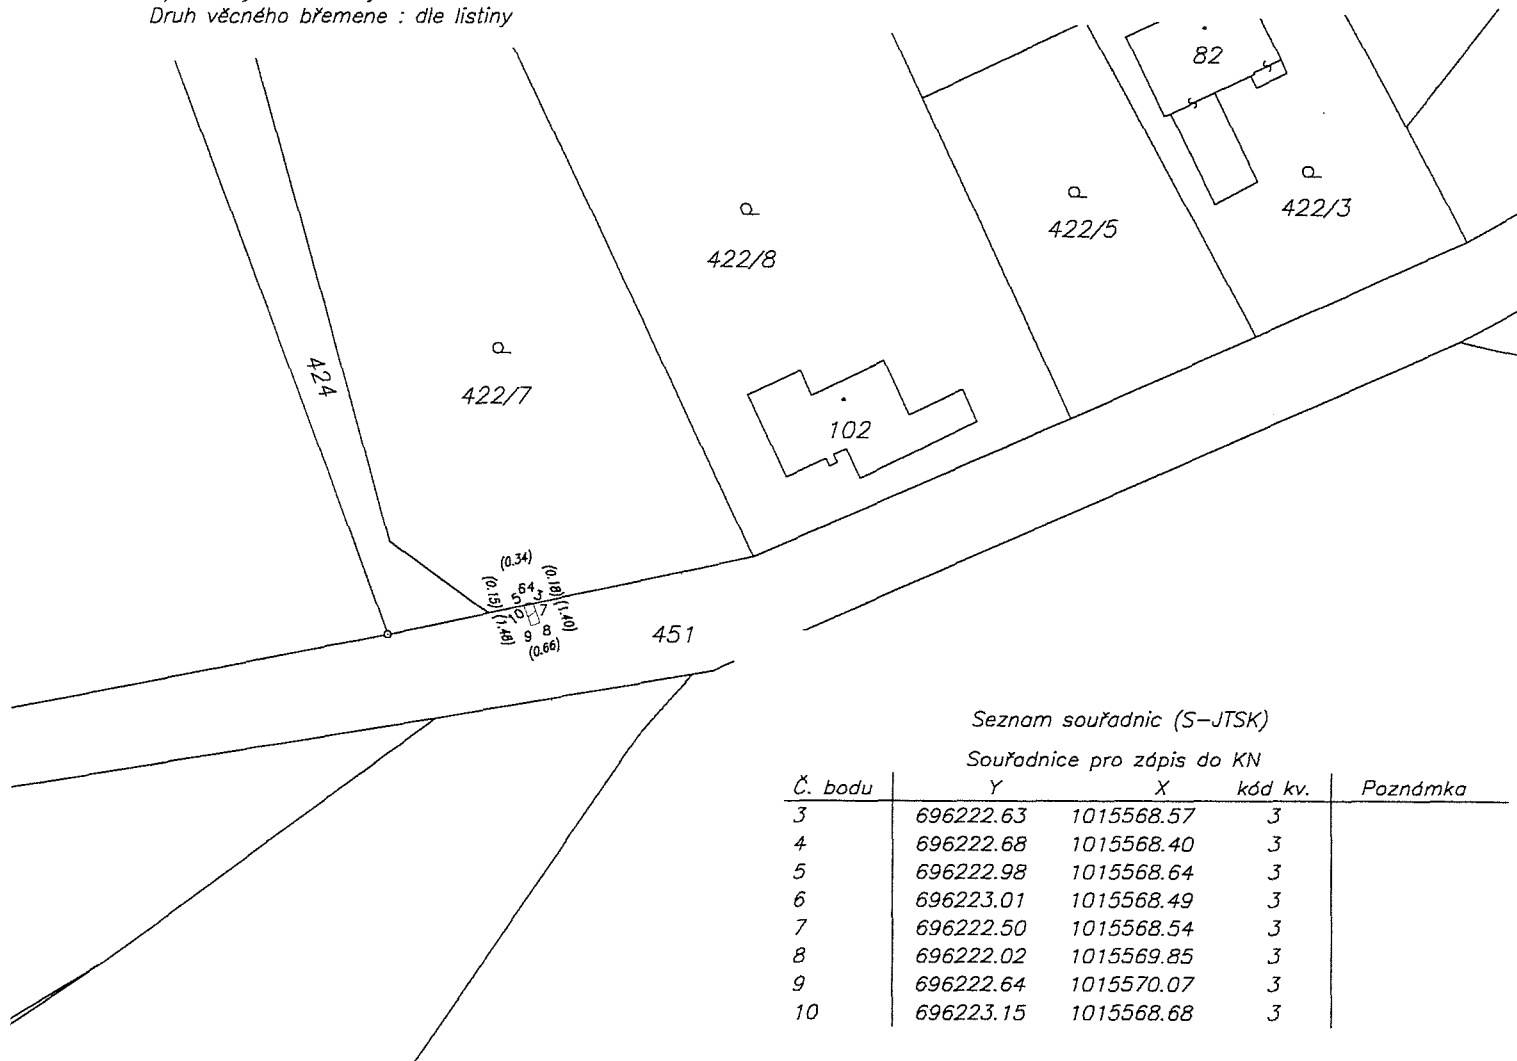 Druh věcného břemene : dle listiny
82
422/3
422/5
422/8
424
422/7
102
(0.34)
(0.15)
(0.18)
5
6
4
3
10
7
(1.48)
(1.40)
9
8
(0.66)
451
Seznam souřadnic (S-JTSK)
Souřadnice pro zápis do KN
Č. bodu Y X kód kv. Poznámka
3 696222.63 1015568.57 3
4 696222.68 1015568.40 3
5 696222.98 1015568.64 3
6 696223.01 1015568.49 3
7 696222.50 1015568.54 3
8 696222.02 1015569.85 3
9 696222.64 1015570.07 3
10 696223.15 1015568.68 3